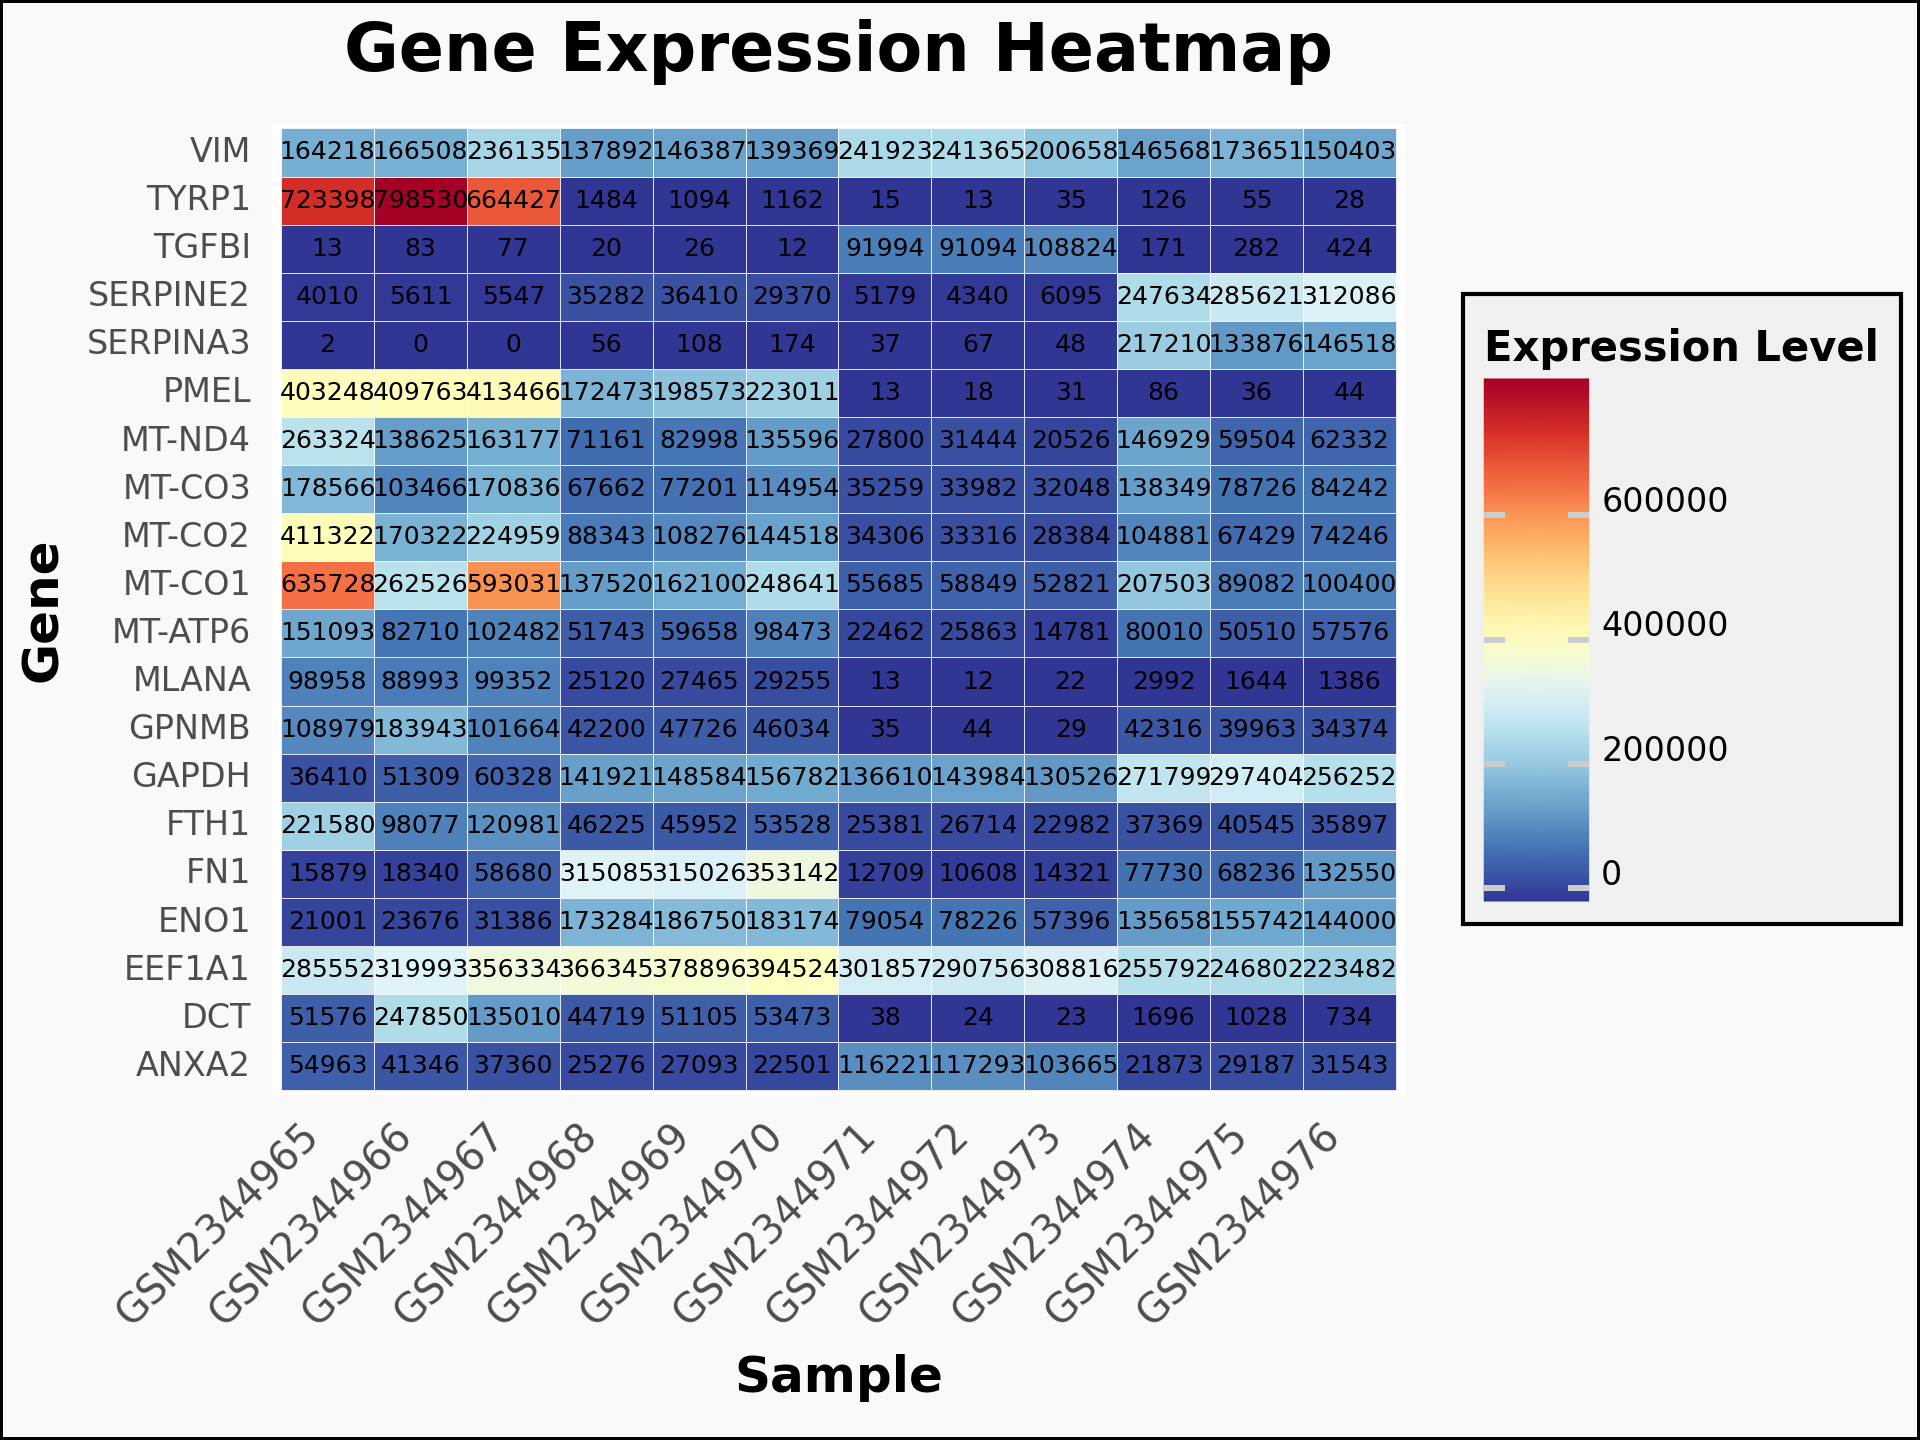 Gene Expression Heatmap
Gene
VIM 164218 166508 236135 137892 146387 139369 241923 241365 200658 146568 173651 150403
TYRP1 723398 798530 664427 1484 1094 1162 15 13 35 126 55 28
TGFBI 13 83 77 20 26 12 91994 91094 108824 171 282 424
SERPINE2 4010 5611 5547 35282 36410 29370 5179 4340 6095 247634 285621 312086
SERPINA3 2 0 0 56 108 174 37 67 48 217210 133876 146518
PMEL 403248 409763 413466 172473 198573 223011 13 18 31 86 36 44
MT-ND4 263324 138625 163177 71161 82998 135596 27800 31444 20526 146929 59504 62332
MT-CO3 178566 103466 170836 67662 77201 114954 35259 33982 32048 138349 78726 84242
MT-CO2 411322 170322 224959 88343 108276 144518 34306 33316 28384 104881 67429 74246
MT-CO1 635728 262526 593031 137520 162100 248641 55685 58849 52821 207503 89082 100400
MT-ATP6 151093 82710 102482 51743 59658 98473 22462 25863 14781 80010 50510 57576
MLANA 98958 88993 99352 25120 27465 29255 13 12 22 2992 1644 1386
GPNMB 108979 183943 101664 42200 47726 46034 35 44 29 42316 39963 34374
GAPDH 36410 51309 60328 141921 148584 156782 136610 143984 130526 271799 297404 256252
FTH1 221580 98077 120981 46225 45952 53528 25381 26714 22982 37369 40545 35897
FN1 15879 18340 58680 315085 315026 353142 12709 10608 14321 77730 68236 132550
ENO1 21001 23676 31386 173284 186750 183174 79054 78226 57396 135658 155742 144000
EEF1A1 285552 319993 356334 366345 378896 394524 301857 290756 308816 255792 246802 223482
DCT 51576 247850 135010 44719 51105 53473 38 24 23 1696 1028 734
ANXA2 54963 41346 37360 25276 27093 22501 116221 117293 103665 21873 29187 31543
GSM2344965 GSM2344966 GSM2344967 GSM2344968 GSM2344969 GSM2344970 GSM2344971 GSM2344972 GSM2344973 GSM2344974 GSM2344975 GSM2344976
Sample
Expression Level
600000
400000
200000
0